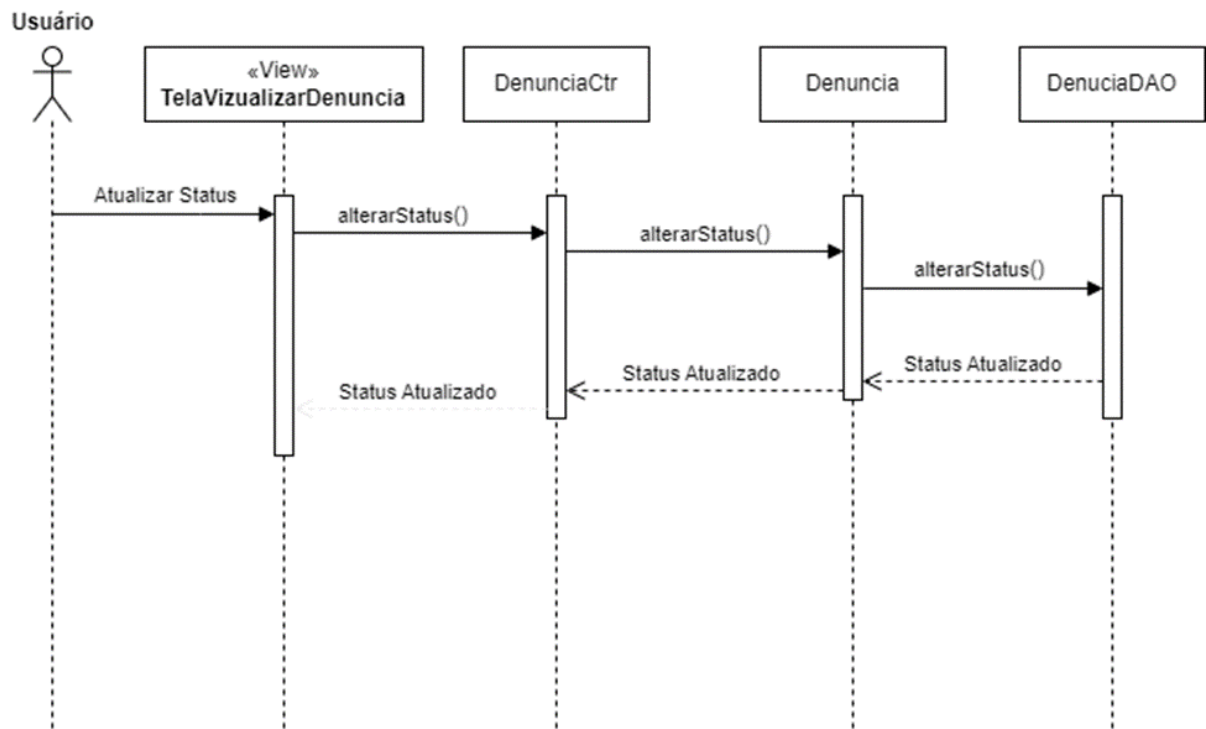 Usuário
«View»
TelaVizualizarDenuncia
DenunciaCtr
Denuncia
DenuciaDAO
Atualizar Status
alterarStatus()
alterarStatus()
alterarStatus()
Status Atualizado
Status Atualizado
Status Atualizado